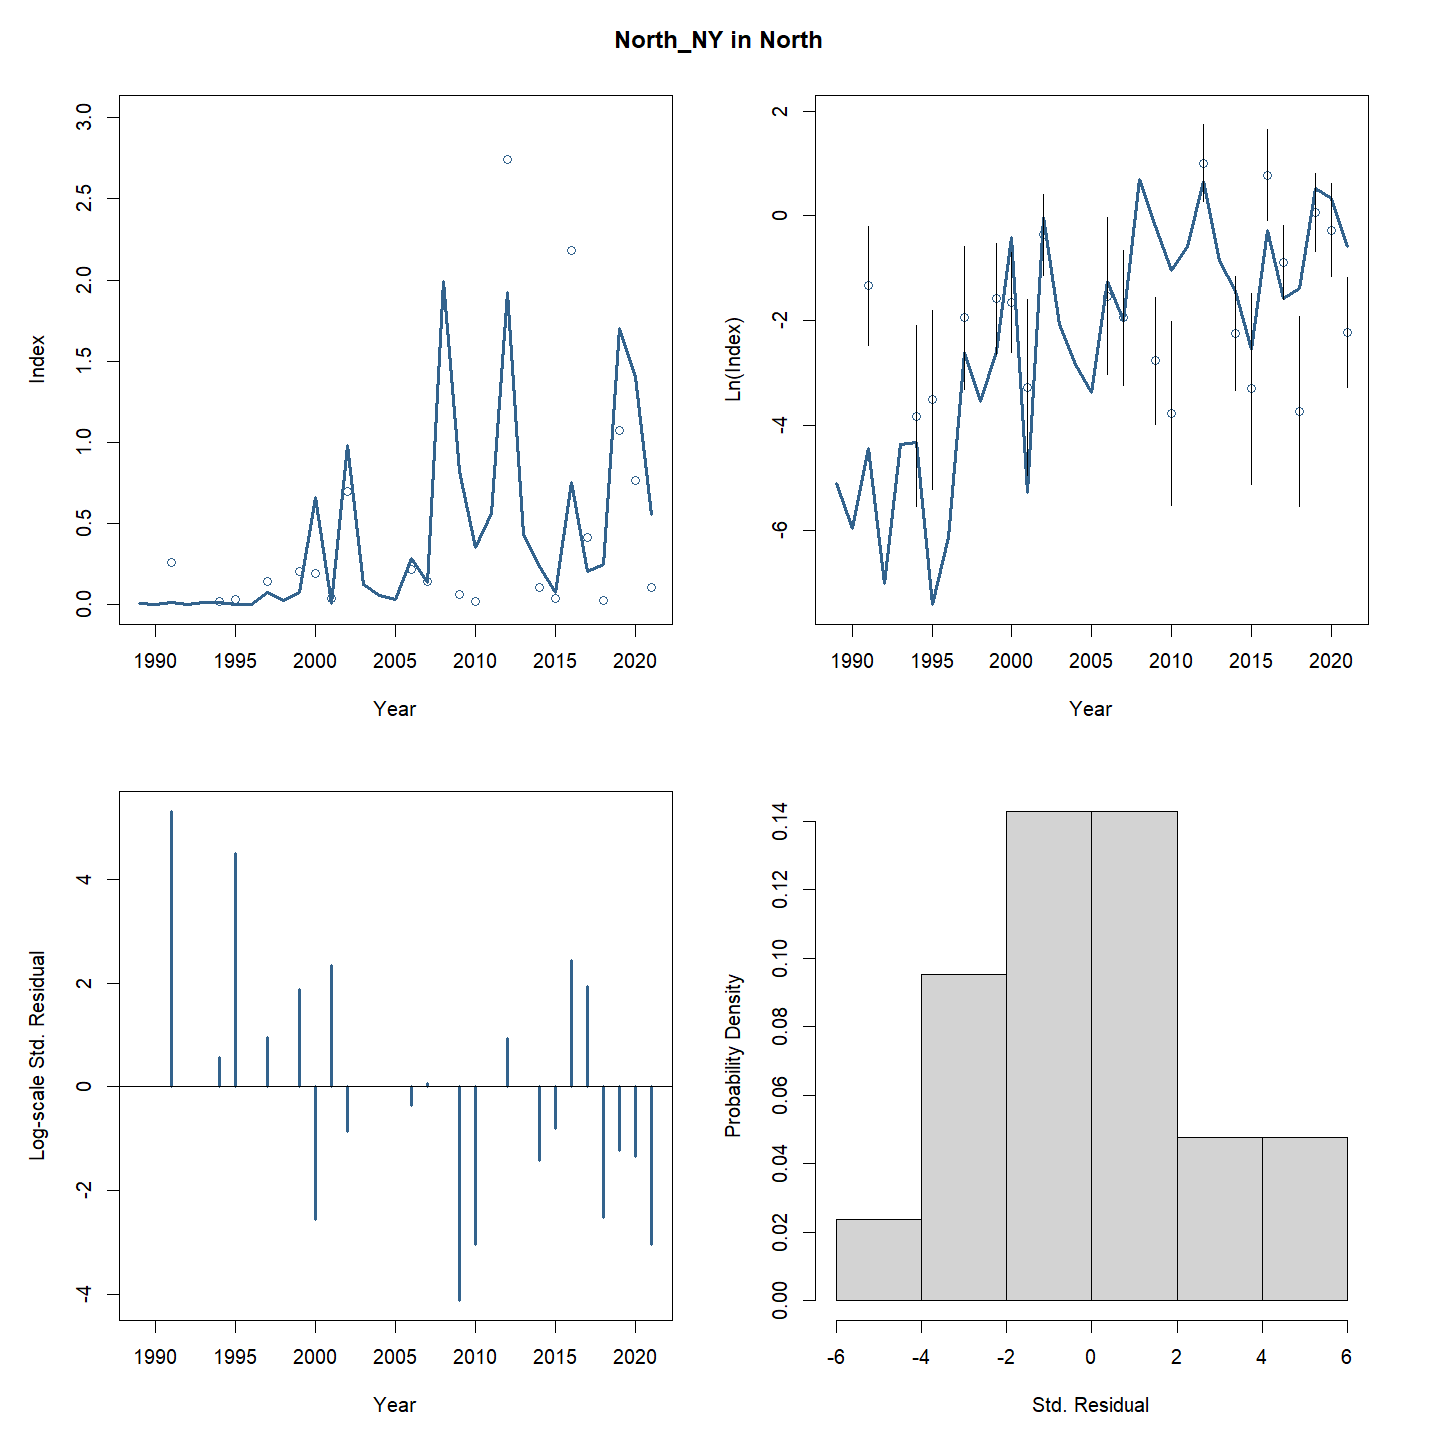 North_NY in North
Index
0.0 0.5 1.0 1.5 2.0 2.5 3.0
1990 1995 2000 2005 2010 2015 2020
Year
Ln(Index)
-6 -4 -2 0 2
1990 1995 2000 2005 2010 2015 2020
Year
Log-scale Std. Residual
-4 -2 0 2 4
1990 1995 2000 2005 2010 2015 2020
Year
Probability Density
0.00 0.02 0.04 0.06 0.08 0.10 0.12 0.14
-6 -4 -2 0 2 4 6
Std. Residual